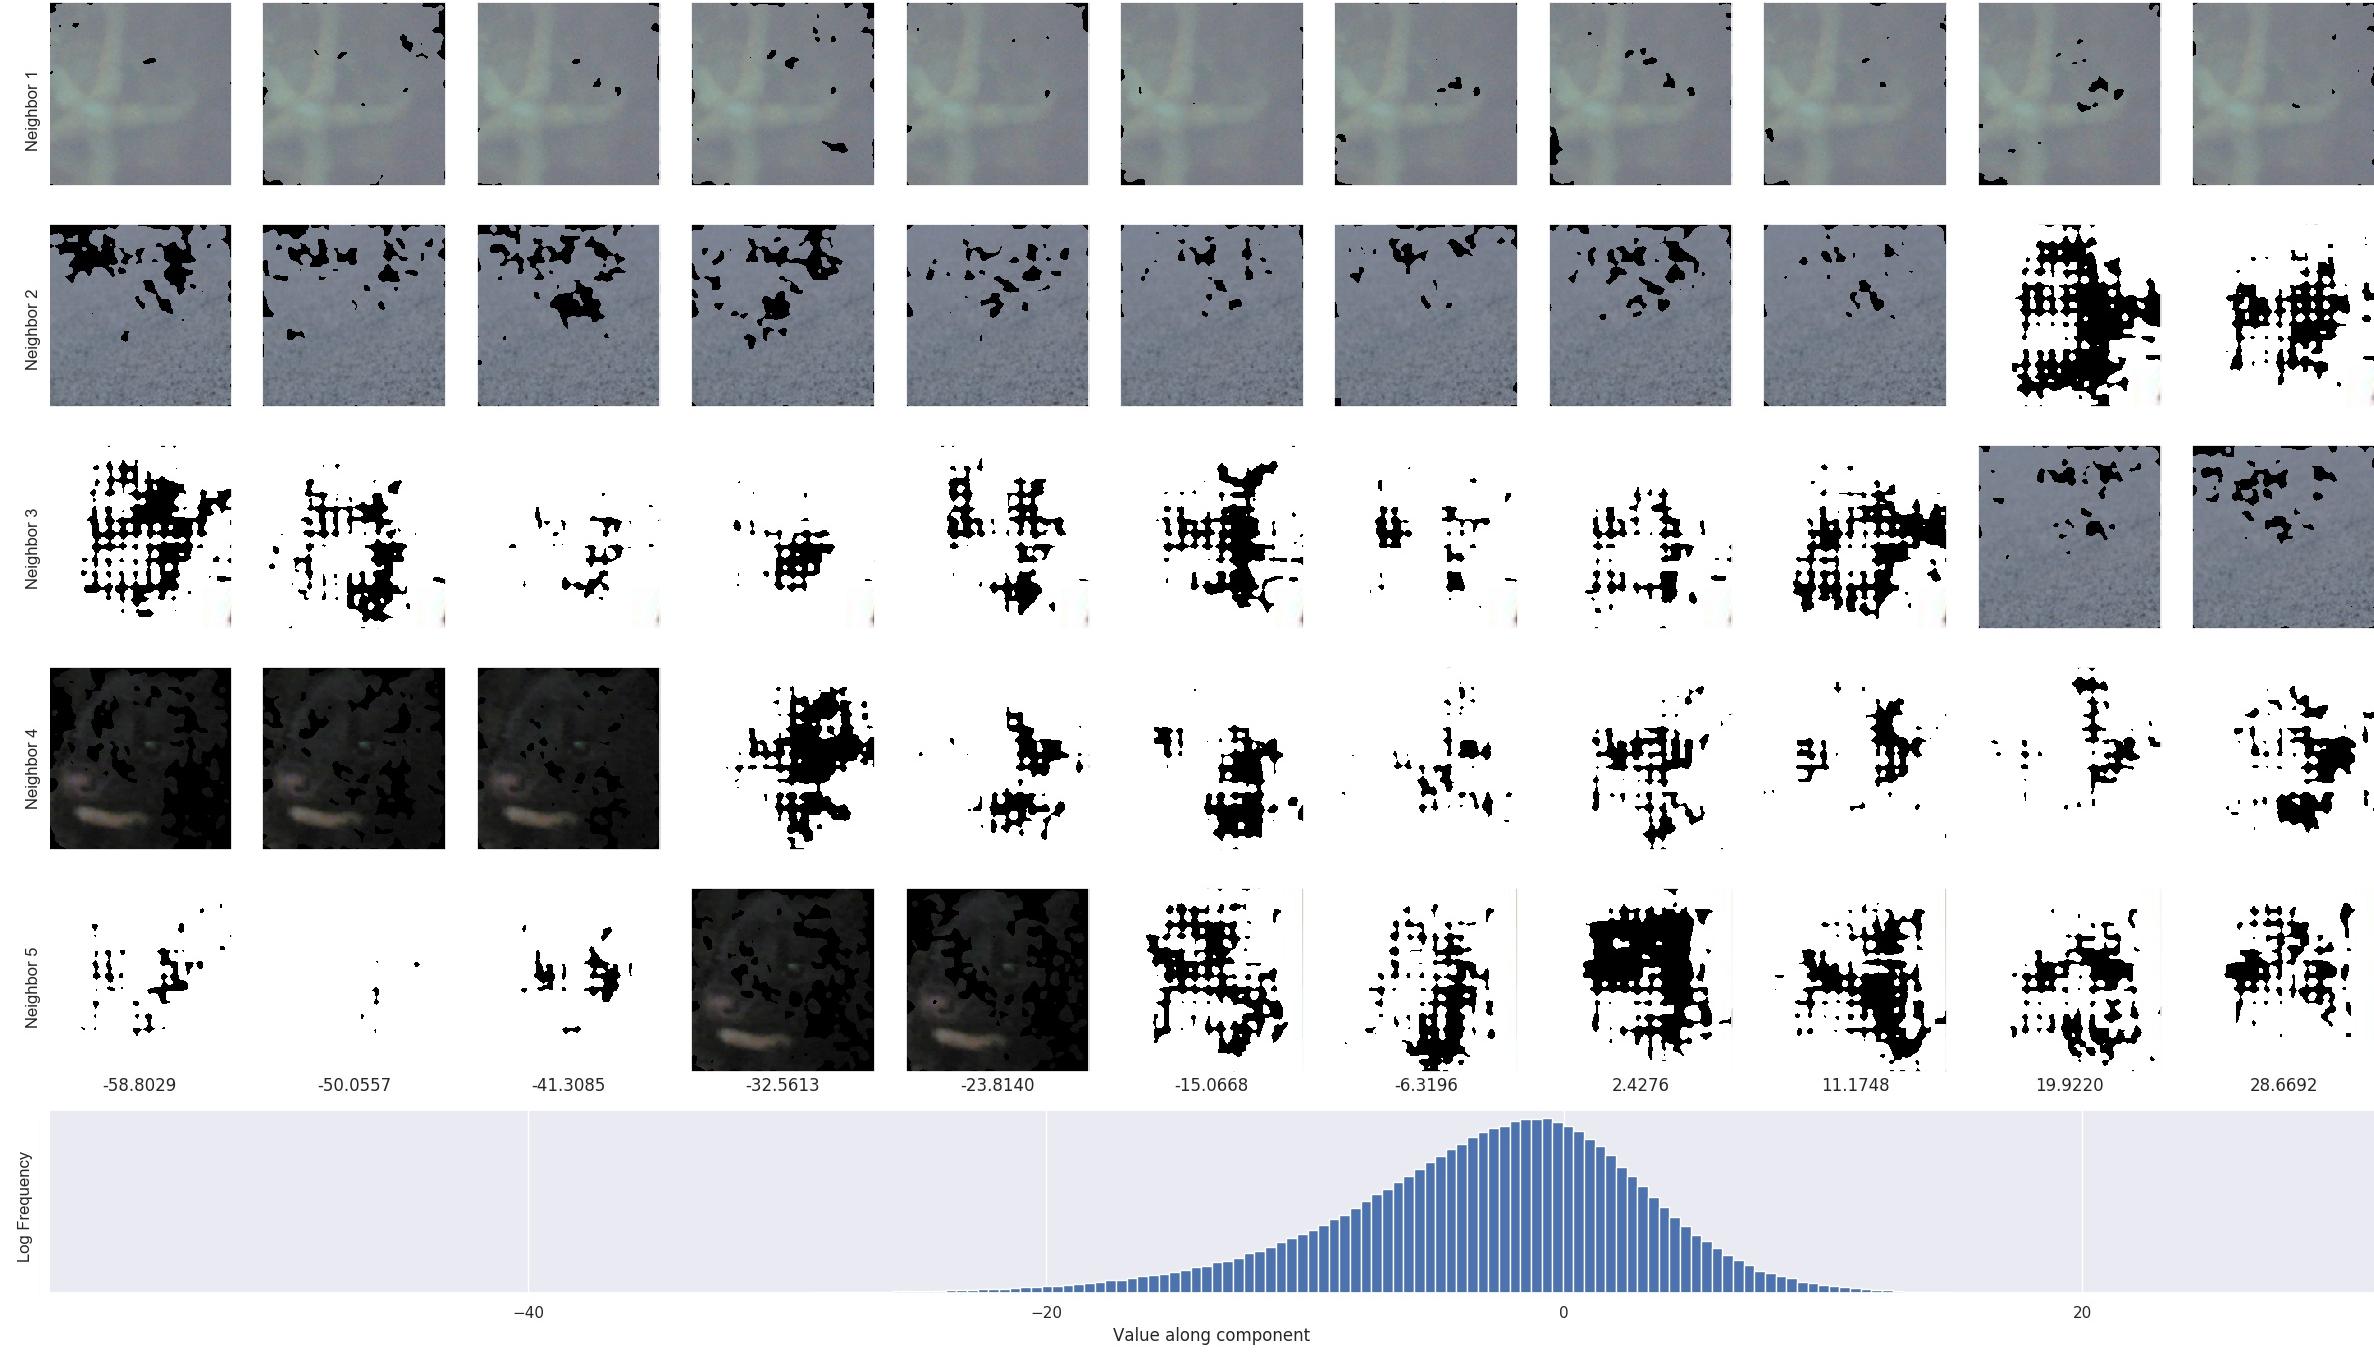 Neighbor 1
Neighbor 2
Neighbor 3
Neighbor 4
Neighbor 5
-58.8029 -50.0557 -41.3085 -32.5613 -23.8140 -15.0668 -6.3196 2.4276 11.1748 19.9220 28.6692
Log Frequency
−40 −20 0 20
Value along component